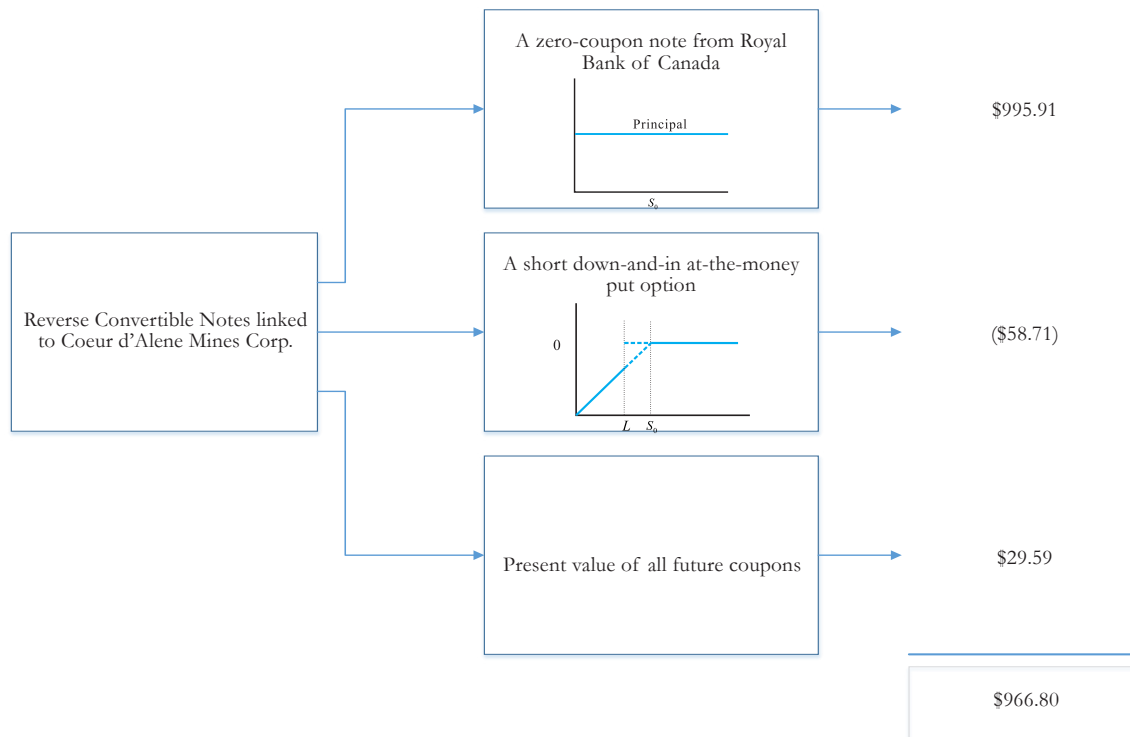 A zero-coupon note from Royal
Bank of Canada
Principal
S₀
$995.91
Reverse Convertible Notes linked
to Coeur d'Alene Mines Corp.
A short down-and-in at-the-money
put option
0
L S₀
($58.71)
Present value of all future coupons
$29.59
$966.80